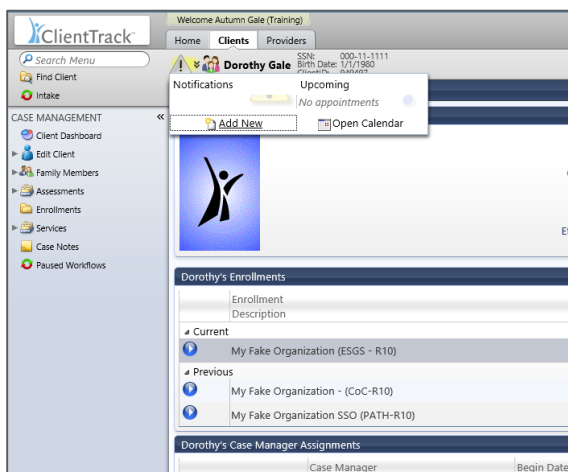 Welcome Autumn Gale (Training)
ClientTrack
Home Clients Providers
Search Menu
Find Client
Intake
Dorothy Gale
SSN: 000-11-1111
Birth Date: 1/1/1980
Notifications Upcoming
No appointments
Add New Open Calendar
CASE MANAGEMENT
Client Dashboard
Edit Client
Family Members
Assessments
Enrollments
Services
Case Notes
Paused Workflows
Dorothy's Enrollments
Enrollment
Description
Current
My Fake Organization (ESGS - R10)
Previous
My Fake Organization - (CoC-R10)
My Fake Organization SSO (PATH-R10)
Dorothy's Case Manager Assignments
Case Manager Begin Date